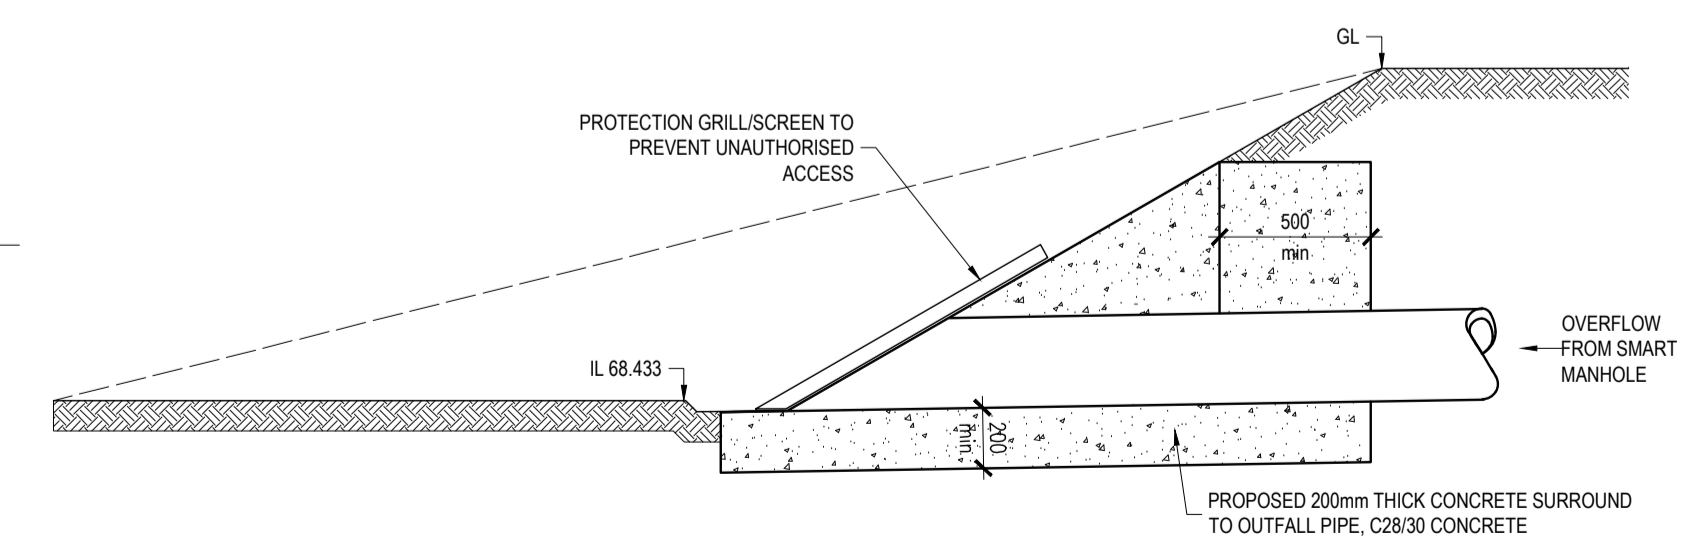 GL
PROTECTION GRILL/SCREEN TO
PREVENT UNAUTHORISED
ACCESS
500
min
OVERFLOW
FROM SMART
MANHOLE
IL 68.433
200
min
PROPOSED 200mm THICK CONCRETE SURROUND
TO OUTFALL PIPE, C28/30 CONCRETE